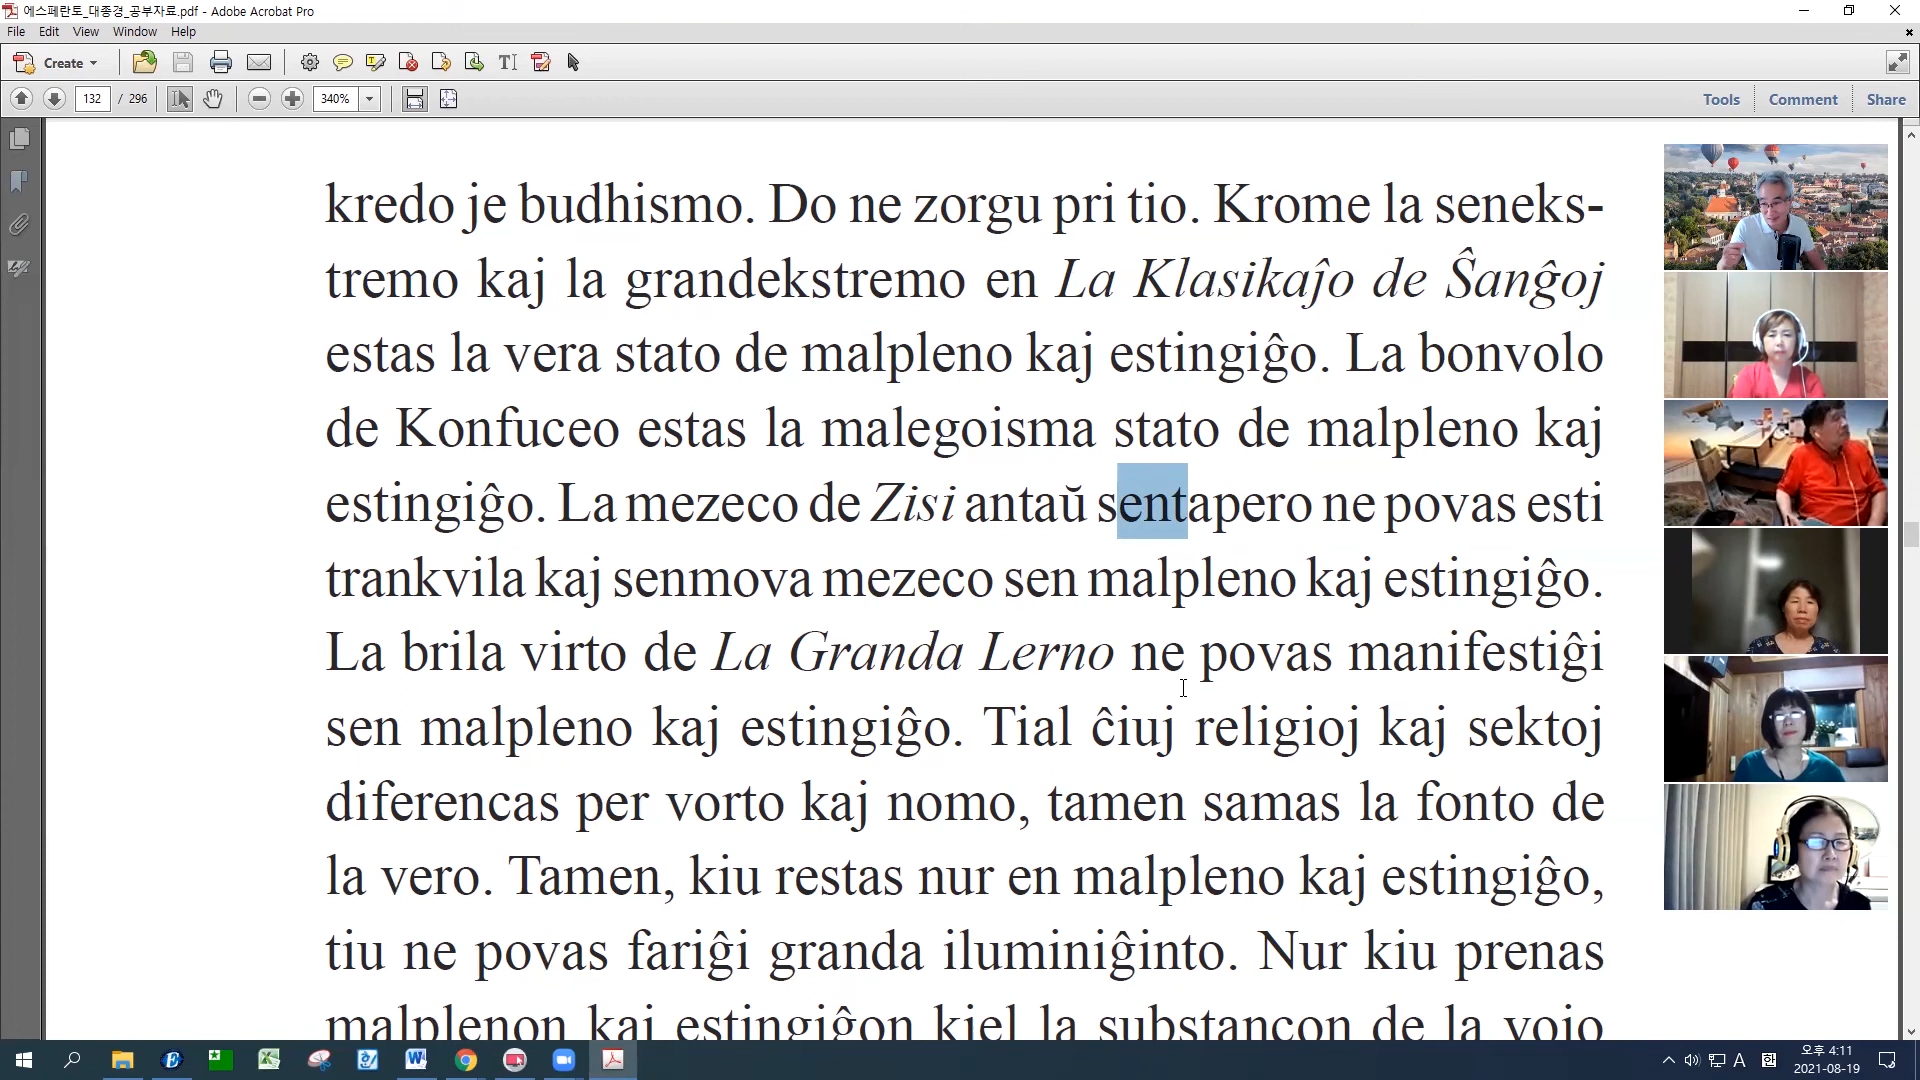 에스페란토_대종경_공부자료.pdf - Adobe Acrobat Pro
File Edit View Window Help
Create
132 / 296 340% Tools Comment Share
kredo je budhismo. Do ne zorgu pri tio. Krome la seneks-
tremo kaj la grandekstremo en La Klasikaĵo de Ŝanĝoj
estas la vera stato de malpleno kaj estingiĝo. La bonvolo
de Konfuceo estas la malegoisma stato de malpleno kaj
estingiĝo. La mezeco de Zisi antaŭ sentapero ne povas esti
trankvila kaj senmova mezeco sen malpleno kaj estingiĝo.
La brila virto de La Granda Lerno ne povas manifestiĝi
sen malpleno kaj estingiĝo. Tial ĉiuj religioj kaj sektoj
diferencas per vorto kaj nomo, tamen samas la fonto de
la vero. Tamen, kiu restas nur en malpleno kaj estingiĝo,
tiu ne povas fariĝi granda iluminiĝinto. Nur kiu prenas
malplenon kaj estingiĝon kiel la substancon de la vojo
A 한 오후 4:11
2021-08-19